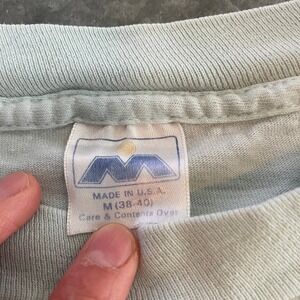 MADE IN U.S.A.
M (38-40)
Care & Contents Over